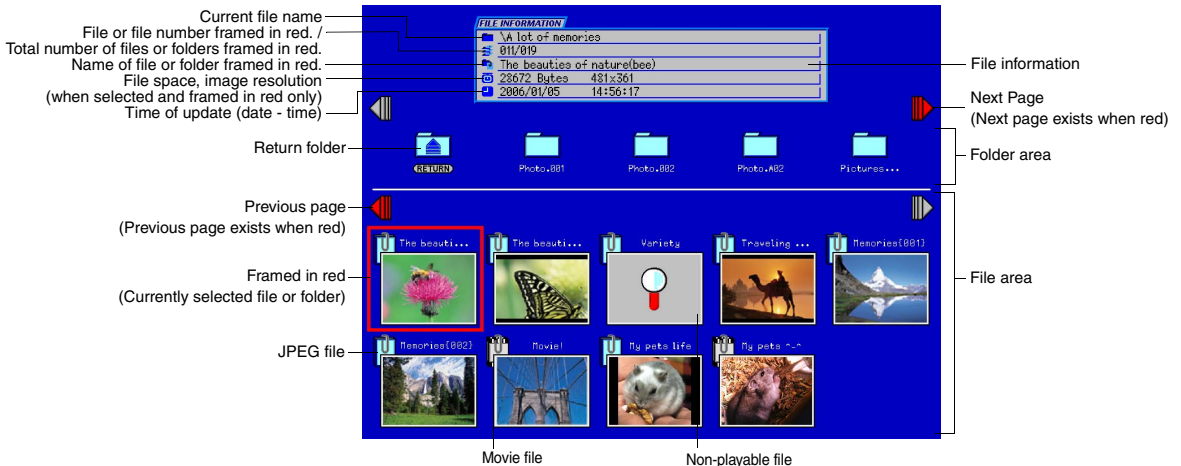 Current file name
File or file number framed in red. /
Total number of files or folders framed in red.
Name of file or folder framed in red.
File space, image resolution
(when selected and framed in red only)
Time of update (date - time)
FILE INFORMATION
\A lot of memories
011/019
The beauties of nature(bee)
28672 Bytes 481x361
2006/01/05 14:56:17
File information
Next Page
(Next page exists when red)
Return folder
RETURN
Photo.001
Photo.002
Photo.A02
Pictures...
Folder area
Previous page
(Previous page exists when red)
The beauti...
The beauti...
Variety
Traveling ...
Memories[001]
Framed in red
(Currently selected file or folder)
File area
JPEG file
Memories[002]
Movie!
My pets life
My pets ^-^
Movie file
Non-playable file